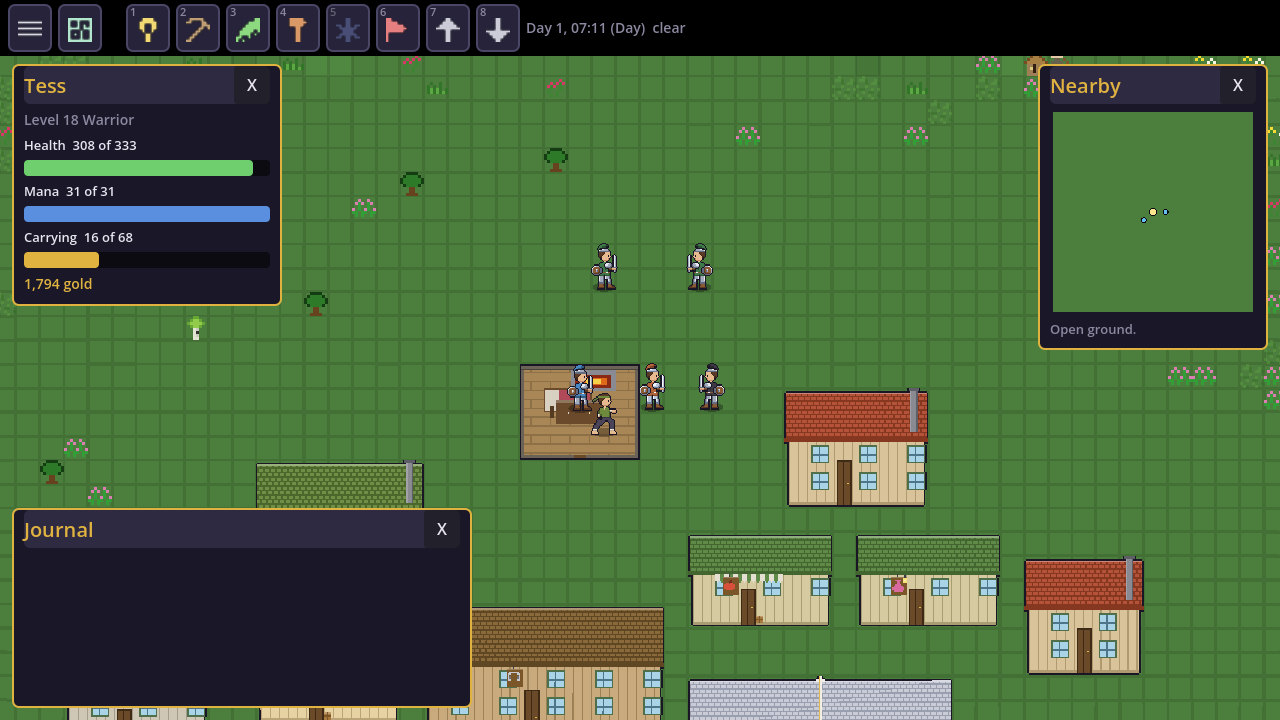 1
2
3
4
5
6
7
8
Day 1, 07:11 (Day) clear
Tess
X
Level 18 Warrior
Health 308 of 333
Mana 31 of 31
Carrying 16 of 68
1,794 gold
Nearby
X
Open ground.
Journal
X